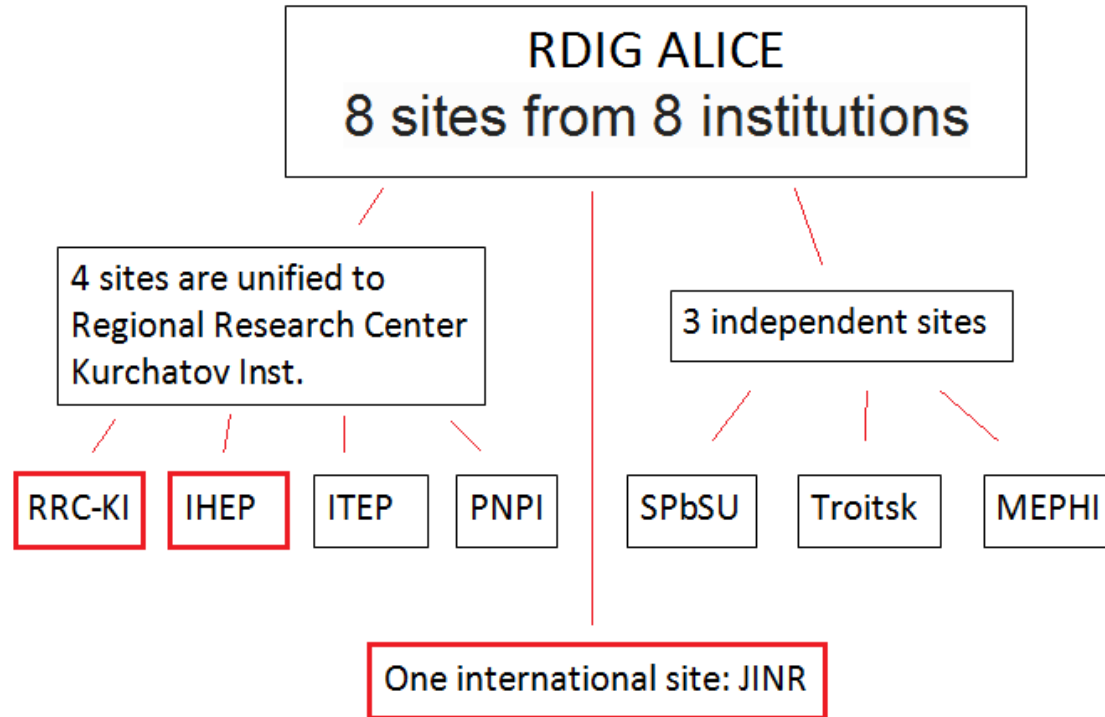 RDIG ALICE
8 sites from 8 institutions
4 sites are unified to
Regional Research Center
Kurchatov Inst.
3 independent sites
RRC-KI
IHEP
ITEP
PNPI
SPbSU
Troitsk
MEPHI
One international site: JINR